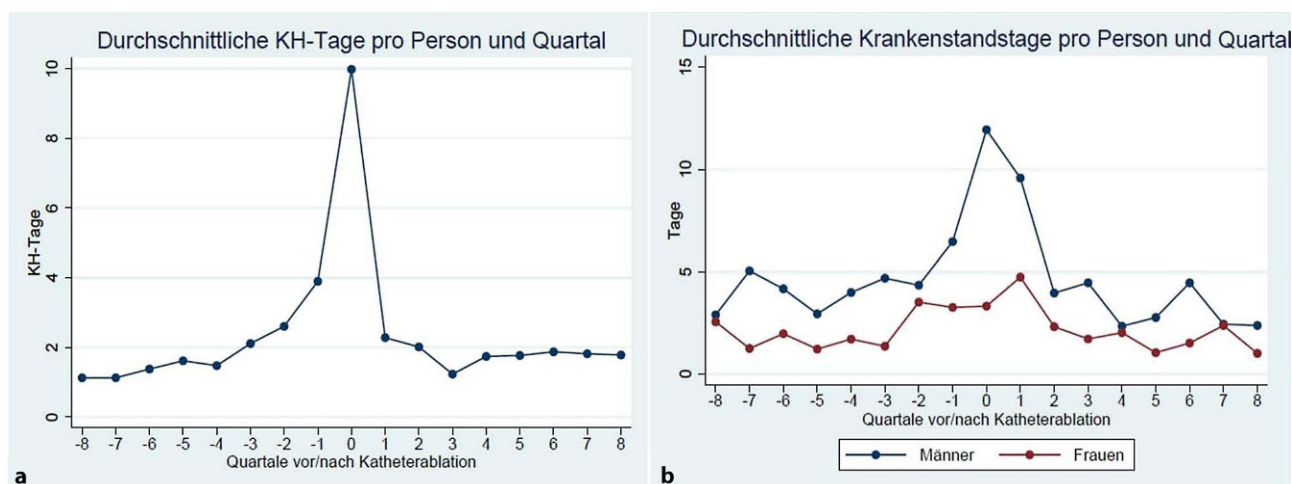 Durchschnittliche KH-Tage pro Person und Quartal
10
8
6
4
2
0
KH-Tage
-8 -7 -6 -5 -4 -3 -2 -1 0 1 2 3 4 5 6 7 8
Quartale vor/nach Katheterablation
a
Durchschnittliche Krankenstandstage pro Person und Quartal
15
10
5
0
Tage
-8 -7 -6 -5 -4 -3 -2 -1 0 1 2 3 4 5 6 7 8
Quartale vor/nach Katheterablation
Männer Frauen
b